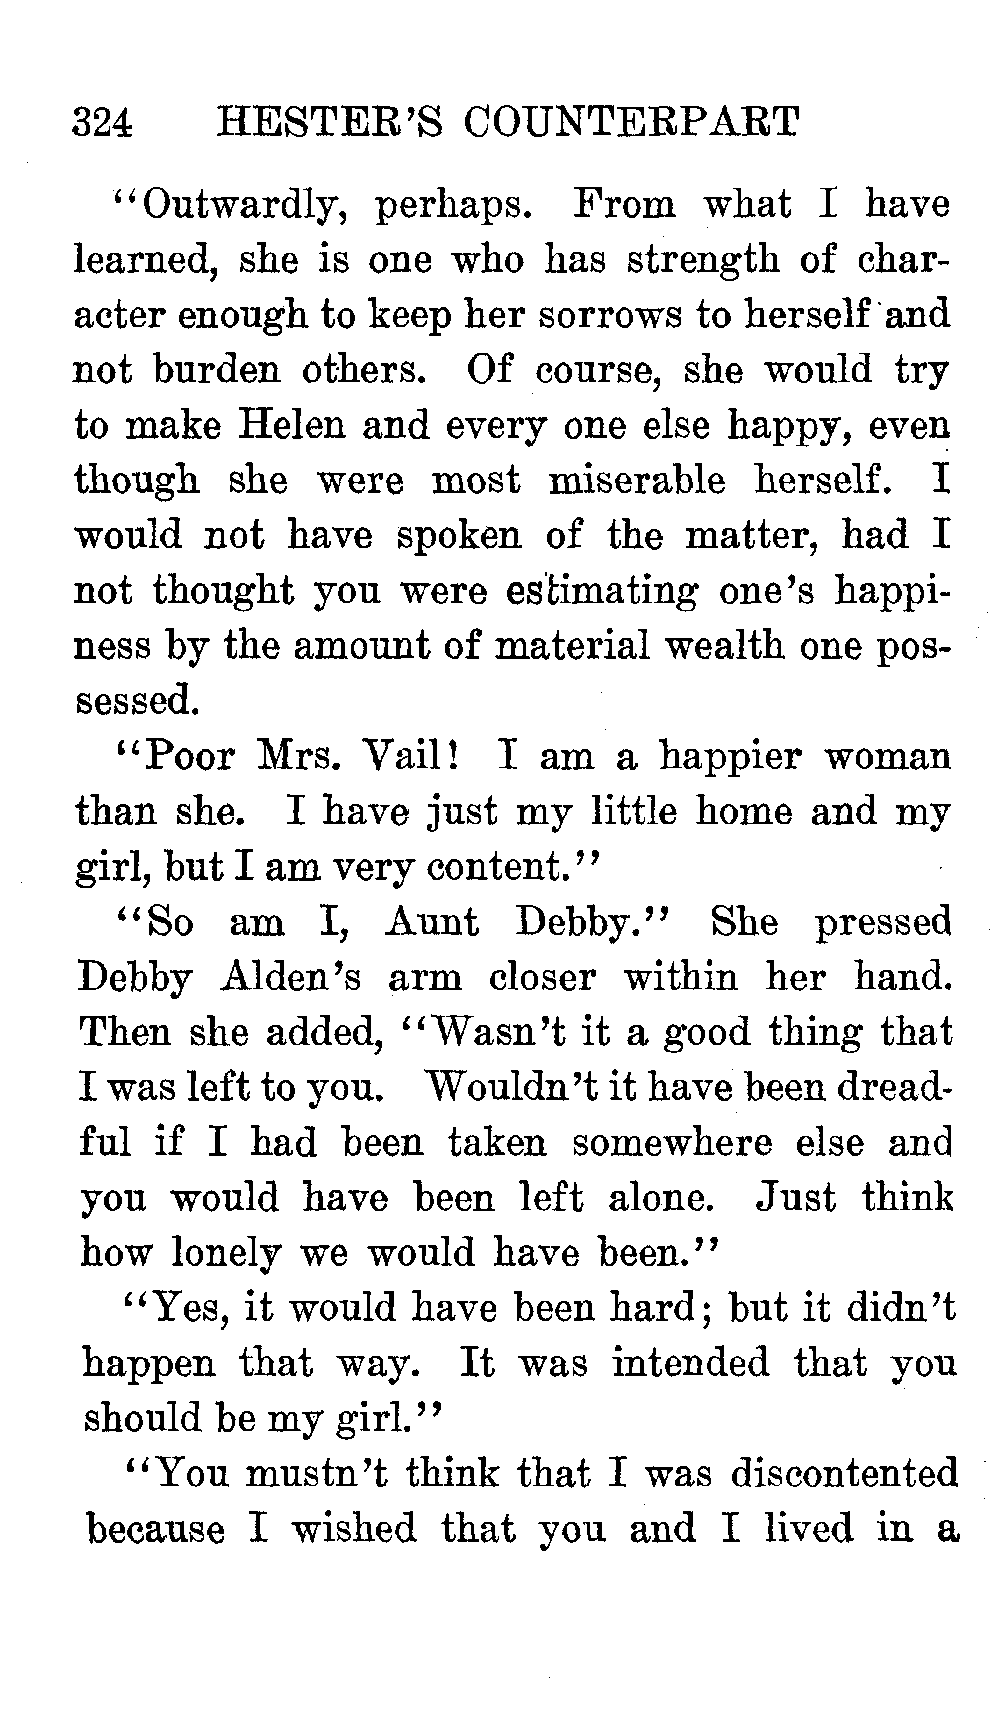 324 HESTER'S COUNTERPART
"Outwardly, perhaps. From what I have
learned, she is one who has strength of char-
acter enough to keep her sorrows to herself and
not burden others. Of course, she would try
to make Helen and every one else happy, even
though she were most miserable herself. I
would not have spoken of the matter, had I
not thought you were estimating one's happi-
ness by the amount of material wealth one pos-
sessed.
"Poor Mrs. Vail! I am a happier woman
than she. I have just my little home and my
girl, but I am very content."
"So am I, Aunt Debby." She pressed
Debby Alden's arm closer within her hand.
Then she added, "Wasn't it a good thing that
I was left to you. Wouldn't it have been dread-
ful if I had been taken somewhere else and
you would have been left alone. Just think
how lonely we would have been."
"Yes, it would have been hard; but it didn't
happen that way. It was intended that you
should be my girl."
"You mustn't think that I was discontented
because I wished that you and I lived in a